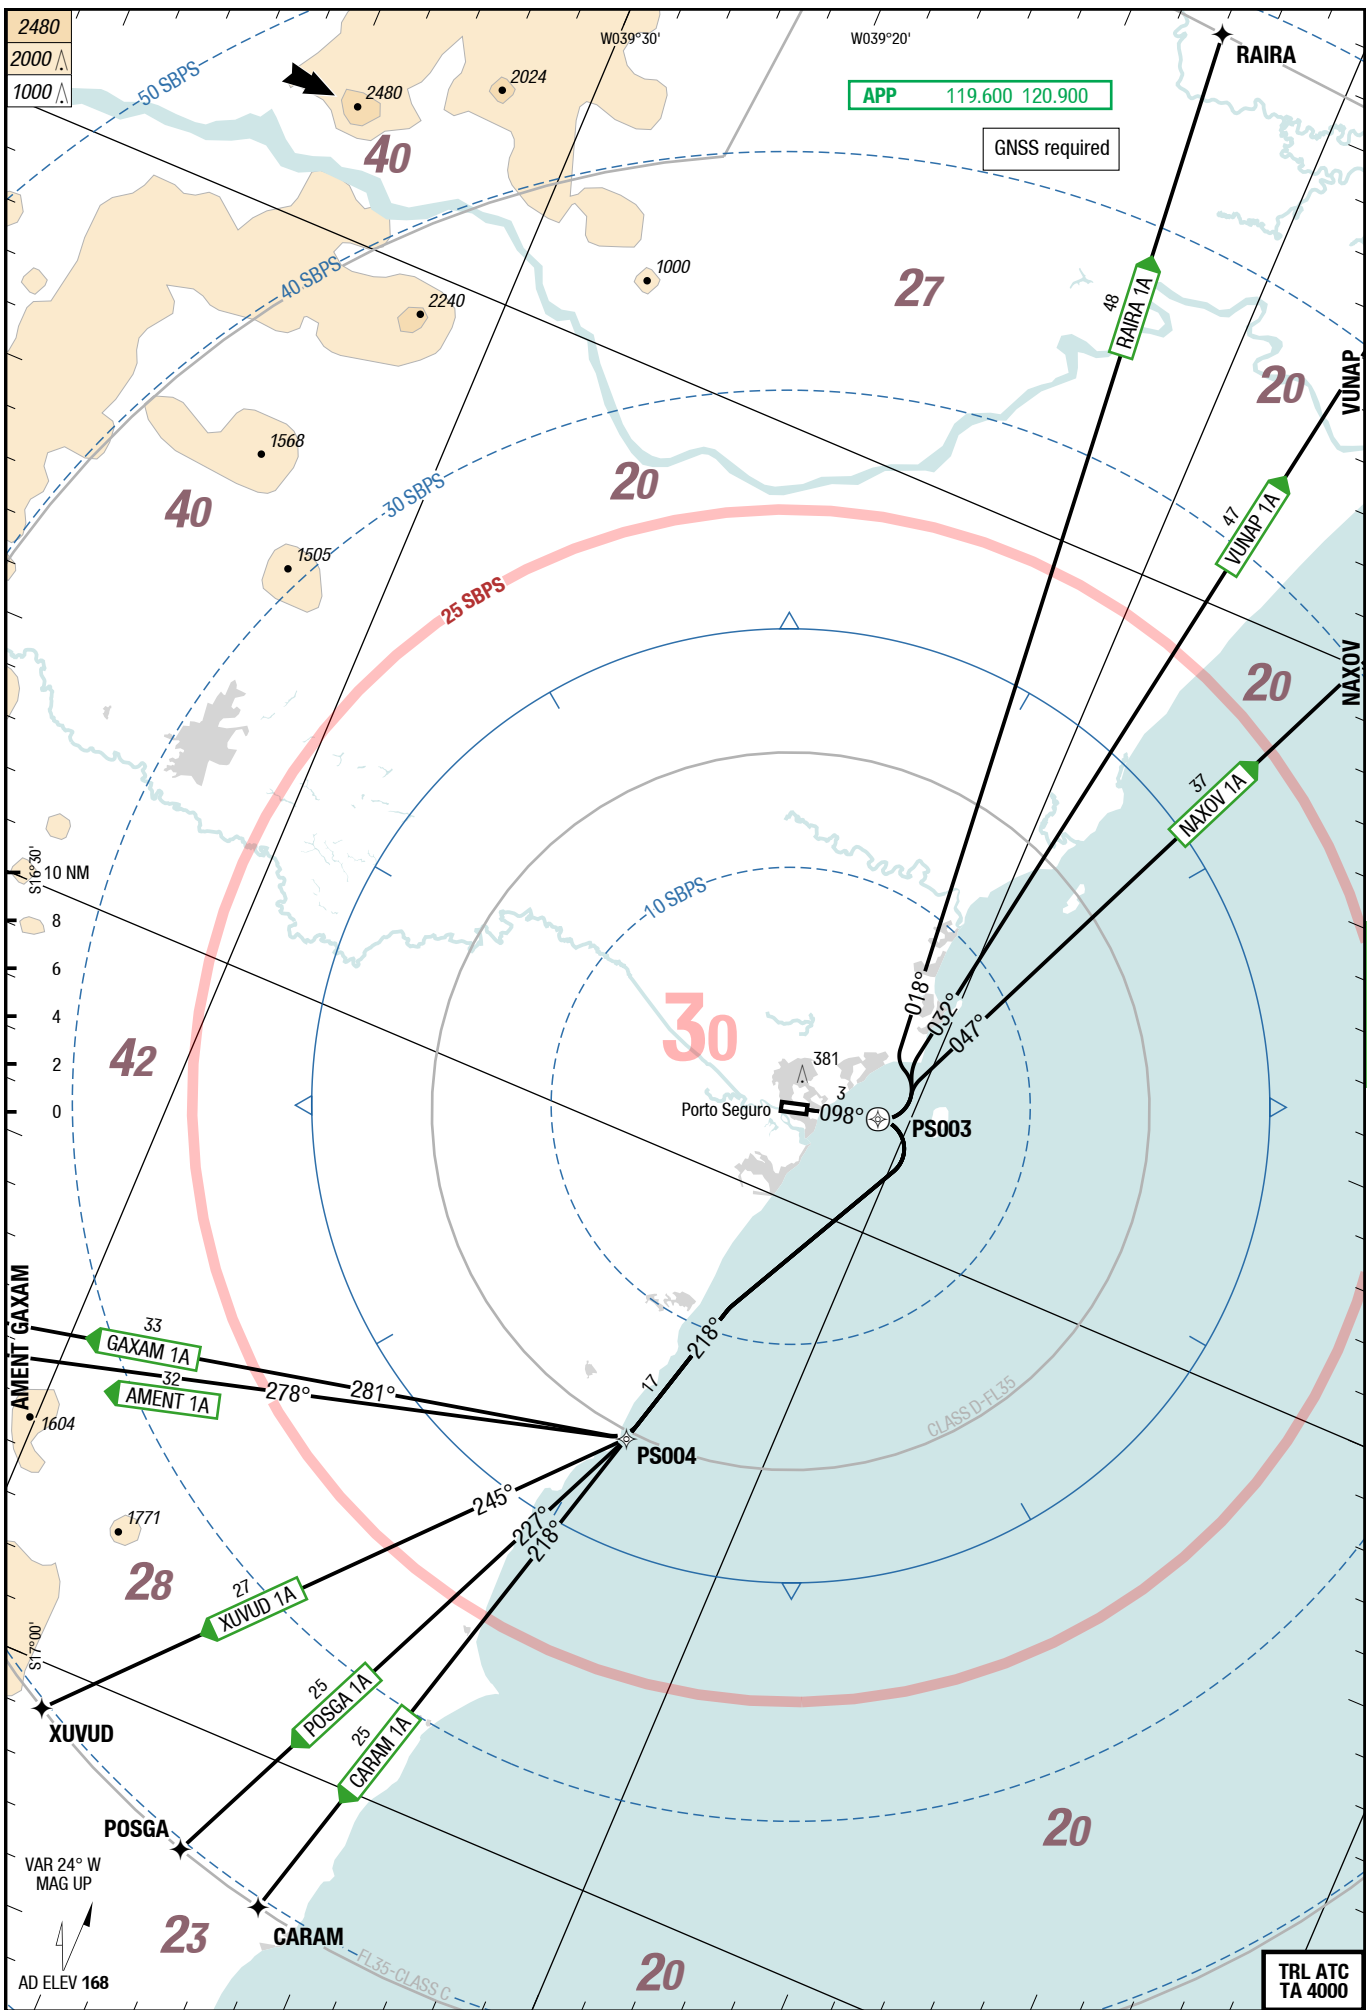 2480
2000
1000
50 SBPS
40
2480
2024
W039°30'
W039°20'
RAIRA
APP 119.600 120.900
GNSS required
40 SBPS
2240
1000
27
48
RAIRA 1A
20
VUNAP
1568
40
30 SBPS
20
47
VUNAP 1A
1505
25 SBPS
NAXOV
20
37
NAXOV 1A
S16°30'
10 NM
8
6
4
2
0
10 SBPS
018°
032°
047°
30
42
381
Porto Seguro
3
098°
PS003
AMENT
GAXAM
33
GAXAM 1A
32
AMENT 1A
278°
281°
218°
17
CLASS D-FL35
1604
PS004
245°
227°
218°
1771
28
27
XUVUD 1A
S17°00'
25
POSGA 1A
25
CARAM 1A
XUVUD
POSGA
VAR 24° W
MAG UP
20
23
CARAM
FL35-CLASS C
AD ELEV 168
20
TRL ATC
TA 4000